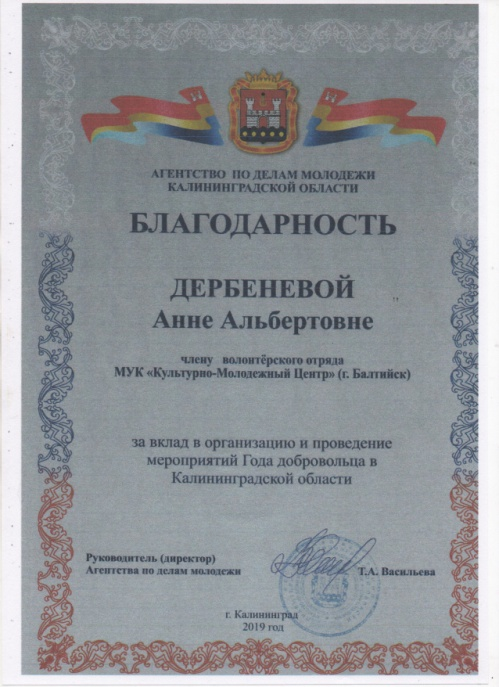 АГЕНТСТВО ПО ДЕЛАМ МОЛОДЕЖИ
КАЛИНИНГРАДСКОЙ ОБЛАСТИ
БЛАГОДАРНОСТЬ
ДЕРБЕНЕВОЙ
Анне Альбертовне
члену волонтёрского отряда
МУК «Культурно-Молодежный Центр» (г. Балтийск)
за вклад в организацию и проведение
мероприятий Года добровольца в
Калининградской области
Руководитель (директор)
Агентства по делам молодежи
Т.А. Васильева
г. Калининград
2019 год